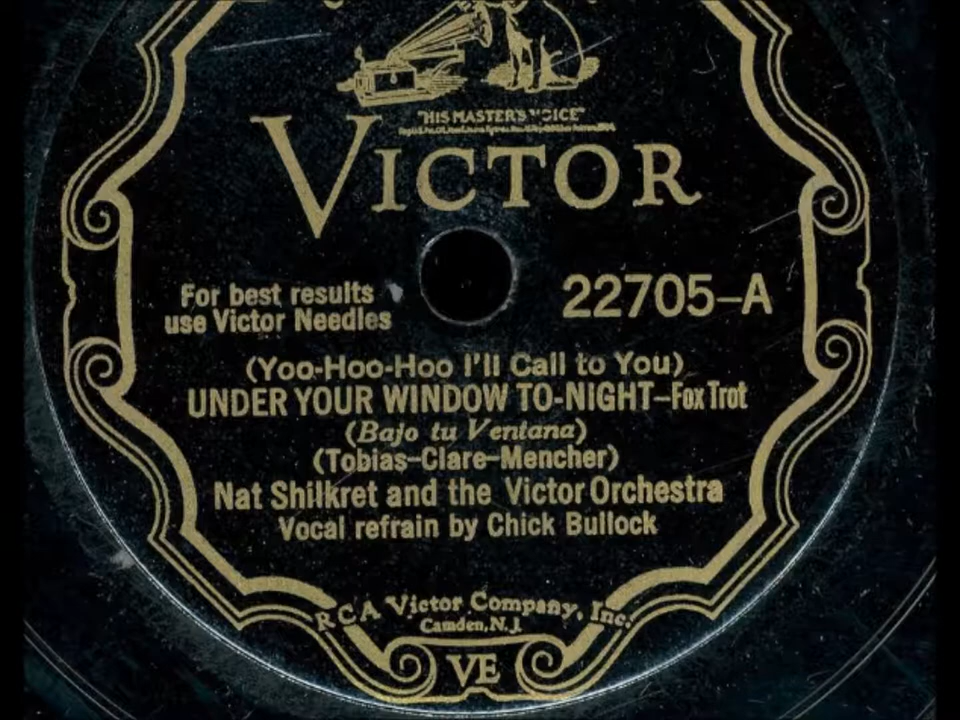 "HIS MASTER'S VOICE"
VICTOR
For best results
use Victor Needles
22705-A
(Yoo-Hoo-Hoo I'll Call to You)
UNDER YOUR WINDOW TO-NIGHT-Fox Trot
(Bajo tu Ventana)
(Tobias-Clare-Mencher)
Nat Shilkret and the Victor Orchestra
Vocal refrain by Chick Bullock
RCA Victor Company, Inc.
Camden, N.J.
VE